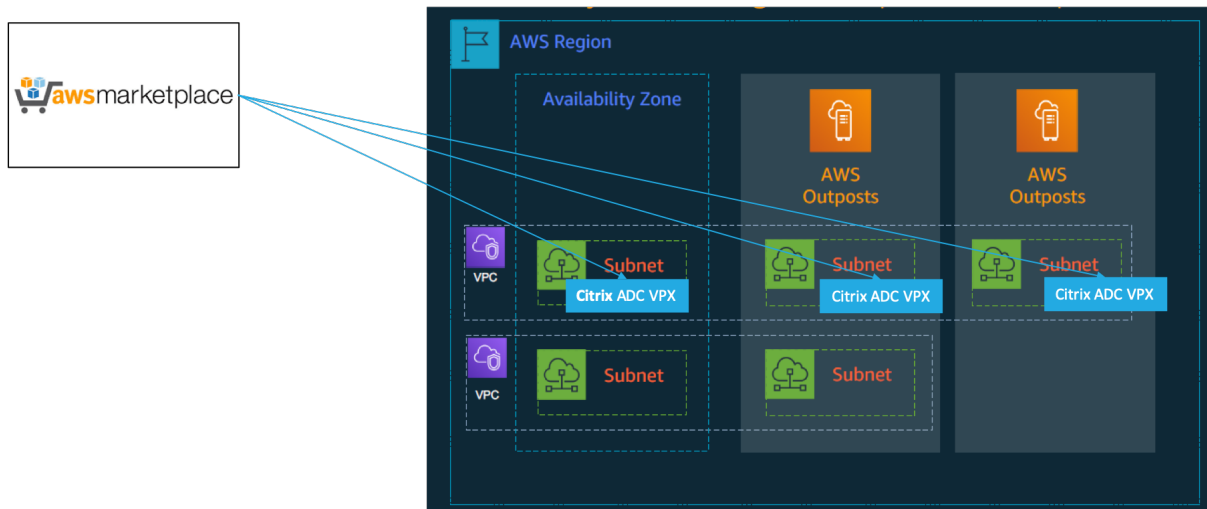 awsmarketplace
AWS Region
Availability Zone
AWS
Outposts
AWS
Outposts
VPC
Subnet
Citrix ADC VPX
Subnet
Citrix ADC VPX
Subnet
Citrix ADC VPX
VPC
Subnet
Subnet